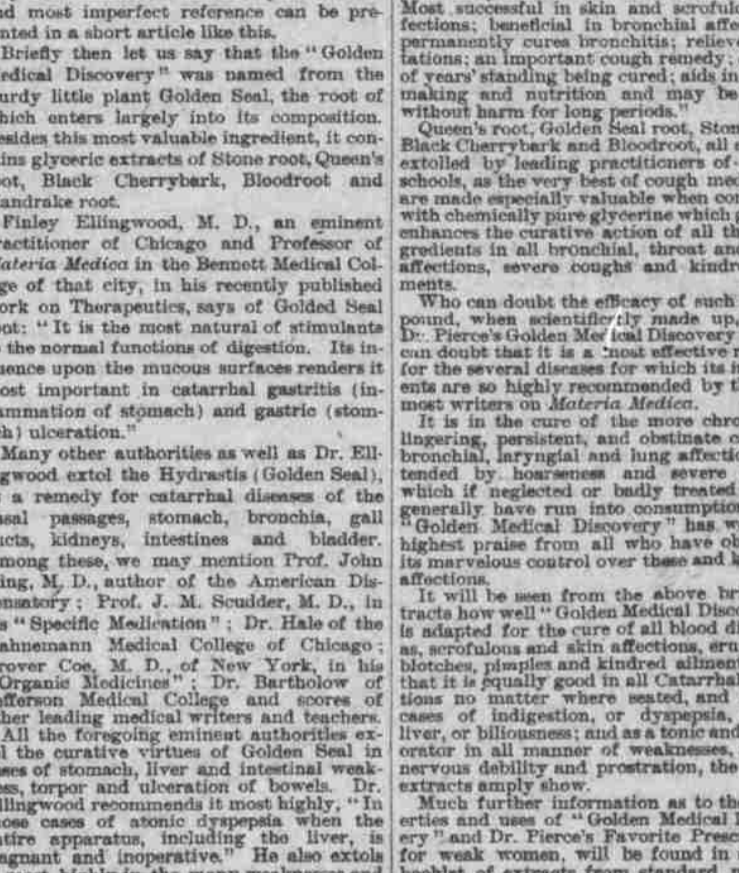 d most imperfect reference can be pre-
nted in a short article like this.
Briefly then let us say that the "Golden
edical Discovery" was named from the
urdy little plant Golden Seal, the root of
hich enters largely into its composition.
esides this most valuable ingredient, it con-
ins glyceric extracts of Stone root, Queen's
ot, Black Cherrybark, Bloodroot and
andrake root.
Finley Ellingwood, M. D., an eminent
ractitioner of Chicago and Professor of
ateria Medica in the Bennett Medical Col-
ge of that city, in his recently published
ork on Therapeutics, says of Golded Seal
ot: "It is the most natural of stimulants
the normal functions of digestion. Its in-
uence upon the mucous surfaces renders it
ost important in catarrhal gastritis (in-
ammation of stomach) and gastric (stom-
ch) ulceration."
Many other authorities as well as Dr. Ell-
gwood extol the Hydrastis (Golden Seal),
a remedy for catarrhal diseases of the
asal passages, stomach, bronchia, gall
ucts, kidneys, intestines and bladder.
mong these, we may mention Prof. John
ing, M. D., author of the American Dis-
ensatory; Prof. J. M. Scudder, M. D., in
s "Specific Medication"; Dr. Hale of the
ahnemann Medical College of Chicago;
rover Coe, M. D., of New York, in his
Organic Medicines"; Dr. Bartholow of
efferson Medical College and scores of
her leading medical writers and teachers.
All the foregoing eminent authorities ex-
l the curative virtues of Golden Seal in
ses of stomach, liver and intestinal weak-
ess, torpor and ulceration of bowels. Dr.
llingwood recommends it most highly, "In
ose cases of atonic dyspepsia when the
ntire apparatus, including the liver, is
agnant and inoperative." He also extols
Most successful in skin and scrofulo
fections; beneficial in bronchial affe
permanently cures bronchitis; relieve
tations; an important cough remedy;
of years' standing being cured; aids in
making and nutrition and may be
without harm for long periods."
Queen's root, Golden Seal root, Ston
Black Cherrybark and Bloodroot, all a
extolled by leading practitioners of
schools, as the very best of cough med
are made especially valuable when com
with chemically pure glycerine which g
enhances the curative action of all th
gredients in all bronchial, throat and
affections, severe coughs and kindre
ments.
Who can doubt the efficacy of such
pound, when scientifically made up,
Dr. Pierce's Golden Medical Discovery
can doubt that it is a most effective r
for the several diseases for which its i
ents are so highly recommended by t
most writers on Materia Medica.
It is in the cure of the more chro
lingering, persistent, and obstinate c
bronchial, laryngial and lung affectio
tended by hoarseness and severe
which if neglected or badly treated
generally have run into consumption
"Golden Medical Discovery" has w
highest praise from all who have ob
its marvelous control over these and k
affections.
It will be seen from the above br
tracts how well "Golden Medical Disco
is adapted for the cure of all blood di
as, scrofulous and skin affections, eru
blotches, pimples and kindred ailment
that it is equally good in all Catarrhal
tions no matter where seated, and
cases of indigestion, or dyspepsia,
liver, or biliousness; and as a tonic and
orator in all manner of weaknesses,
nervous debility and prostration, the
extracts amply show.
Much further information as to the
erties and uses of "Golden Medical D
ery" and Dr. Pierce's Favorite Presc
for weak women, will be found in